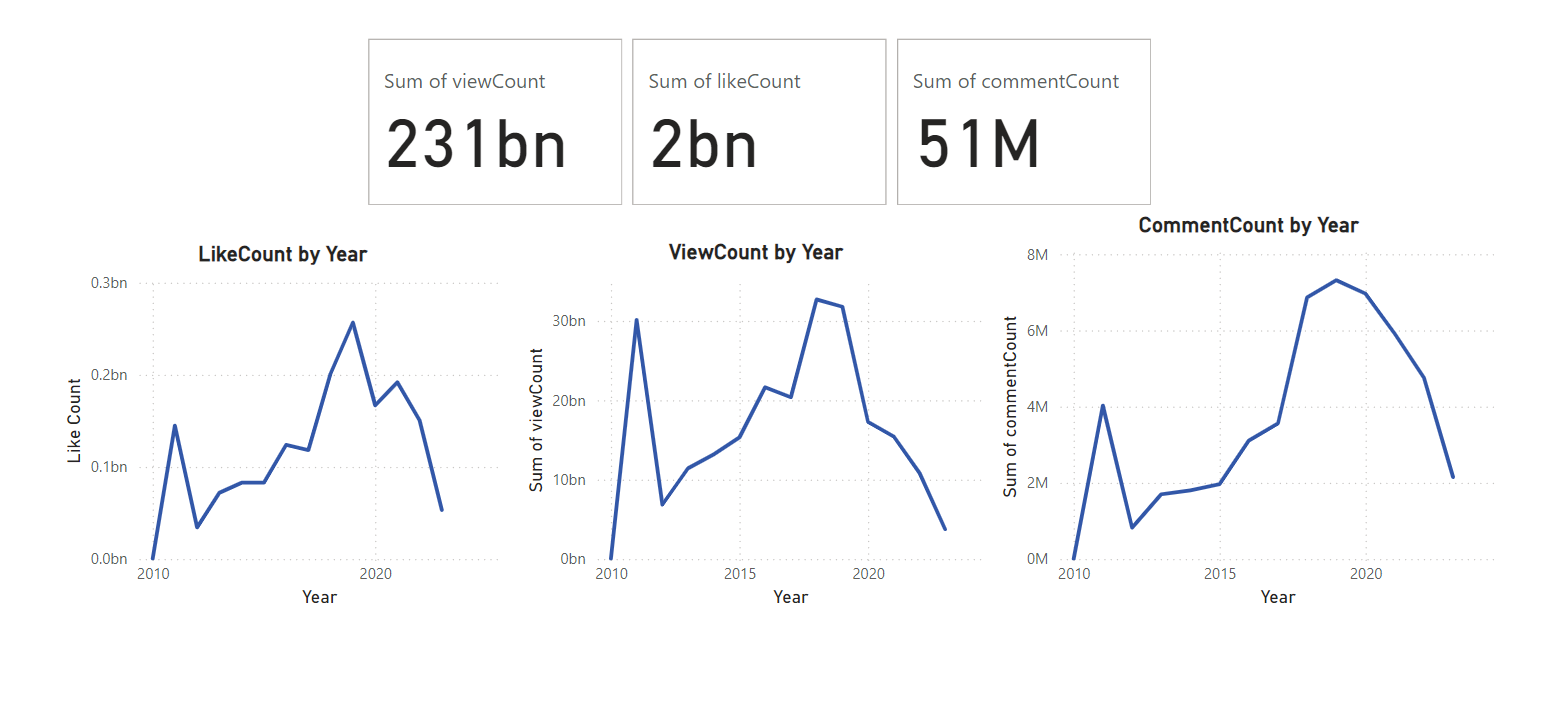 Sum of viewCount
231bn
Sum of likeCount
2bn
Sum of commentCount
51M
LikeCount by Year
Like Count
0.3bn
0.2bn
0.1bn
0.0bn
2010 2020
Year
ViewCount by Year
Sum of viewCount
30bn
20bn
10bn
0bn
2010 2015 2020
Year
CommentCount by Year
Sum of commentCount
8M
6M
4M
2M
0M
2010 2015 2020
Year